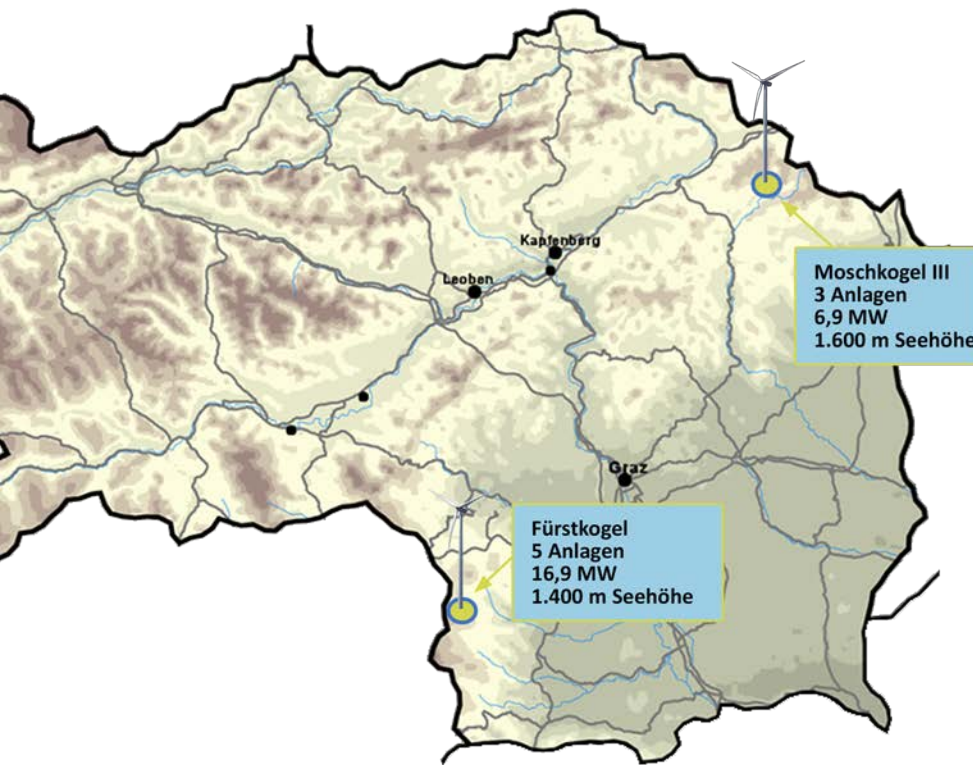 Kapfenberg
Leoben
Moschkogel III
3 Anlagen
6,9 MW
1.600 m Seehöhe
Graz
Fürstkogel
5 Anlagen
16,9 MW
1.400 m Seehöhe